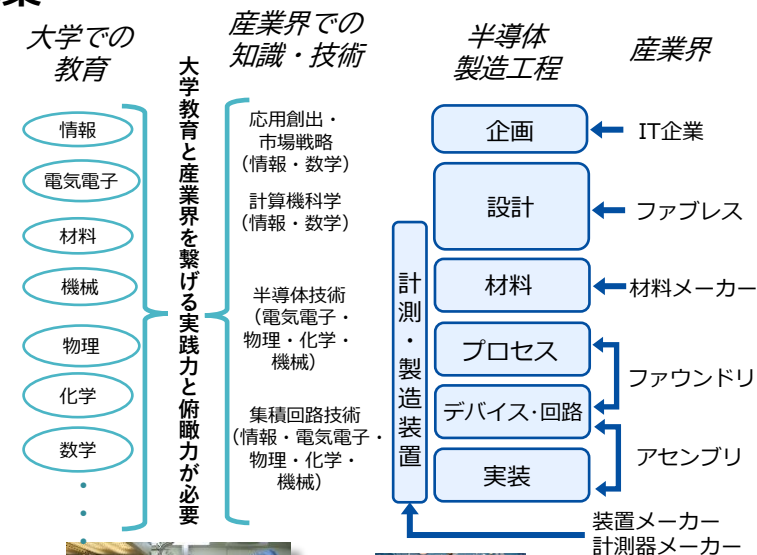 業
大学での
教育
情報
電気電子
材料
機械
物理
化学
数学
・
・
・
大学教育と産業界を繋げる実践力と俯瞰力が必要
産業界での
知識・技術
応用創出・
市場戦略
（情報・数学）
計算機科学
（情報・数学）
半導体技術
（電気電子・
物理・化学・
機械）
集積回路技術
（情報・電気電子・
物理・化学・
機械）
半導体
製造工程
企画
設計
材料
プロセス
デバイス・回路
実装
計測・製造装置
産業界
IT企業
ファブレス
材料メーカー
ファウンドリ
アセンブリ
装置メーカー
計測器メーカー